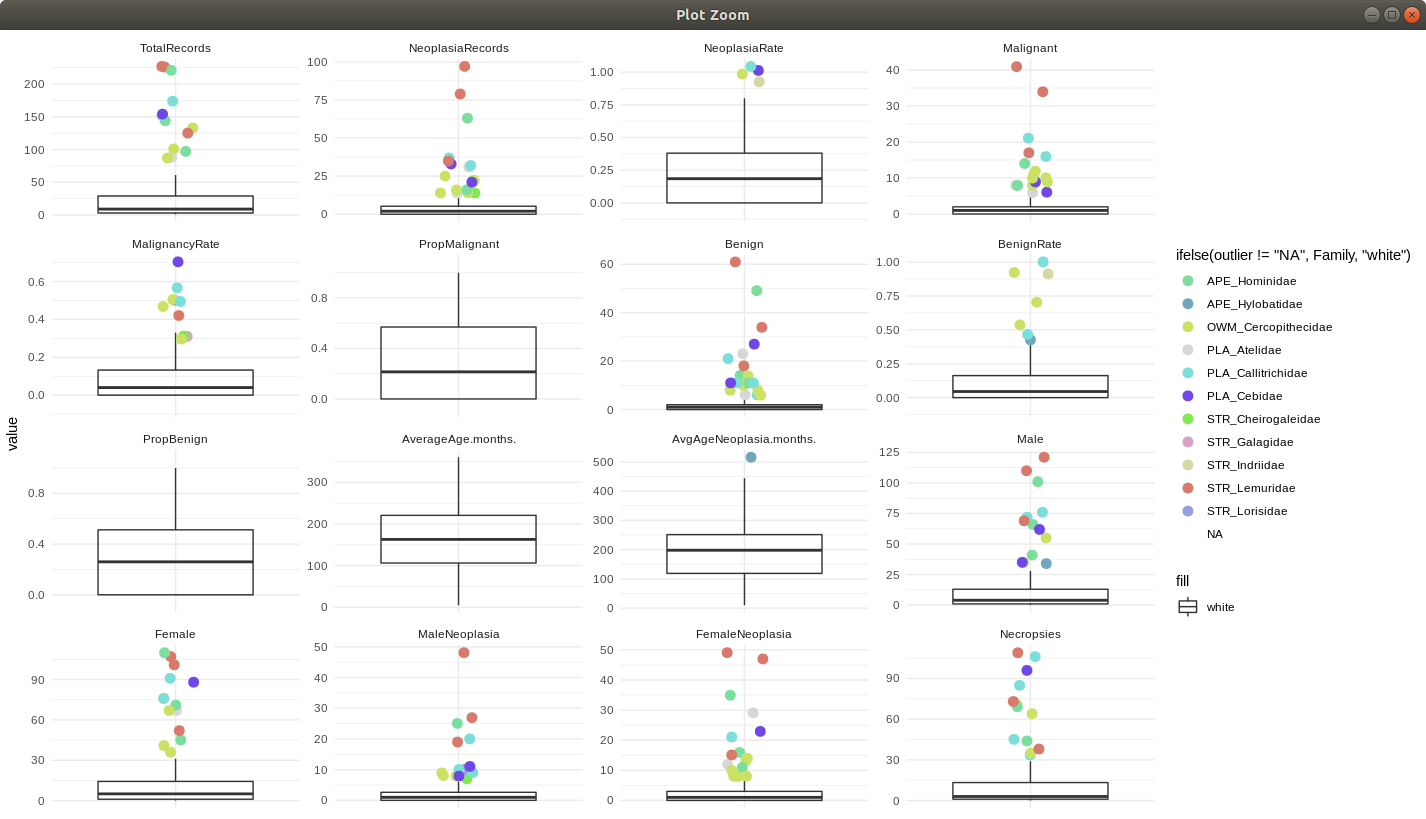 Plot Zoom
TotalRecords
NeoplasiaRecords
NeoplasiaRate
Malignant
200
150
100
50
0
100
75
50
25
0
1.00
0.75
0.50
0.25
0.00
40
30
20
10
0
MalignancyRate
PropMalignant
Benign
BenignRate
0.6
0.4
0.2
0.0
0.8
0.4
0.0
60
40
20
0
1.00
0.75
0.50
0.25
0.00
value
PropBenign
AverageAge.months.
AvgAgeNeoplasia.months.
Male
0.8
0.4
0.0
300
200
100
0
500
400
300
200
100
0
125
100
75
50
25
0
Female
MaleNeoplasia
FemaleNeoplasia
Necropsies
90
60
30
0
50
40
30
20
10
0
50
40
30
20
10
0
90
60
30
0
ifelse(outlier != "NA", Family, "white")
APE_Hominidae
APE_Hylobatidae
OWM_Cercopithecidae
PLA_Atelidae
PLA_Callitrichidae
PLA_Cebidae
STR_Cheirogaleidae
STR_Galagidae
STR_Indriidae
STR_Lemuridae
STR_Lorisidae
NA
fill
white